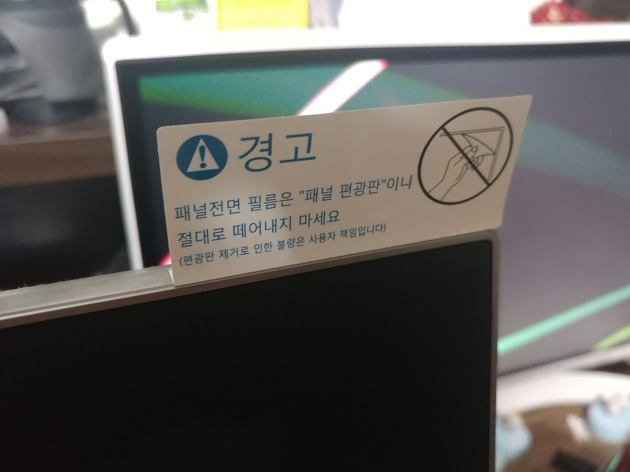 경고
패널전면 필름은 "패널 편광판"이니
절대로 떼어내지 마세요
(편광판 제거로 인한 불량은 사용자 책임입니다)